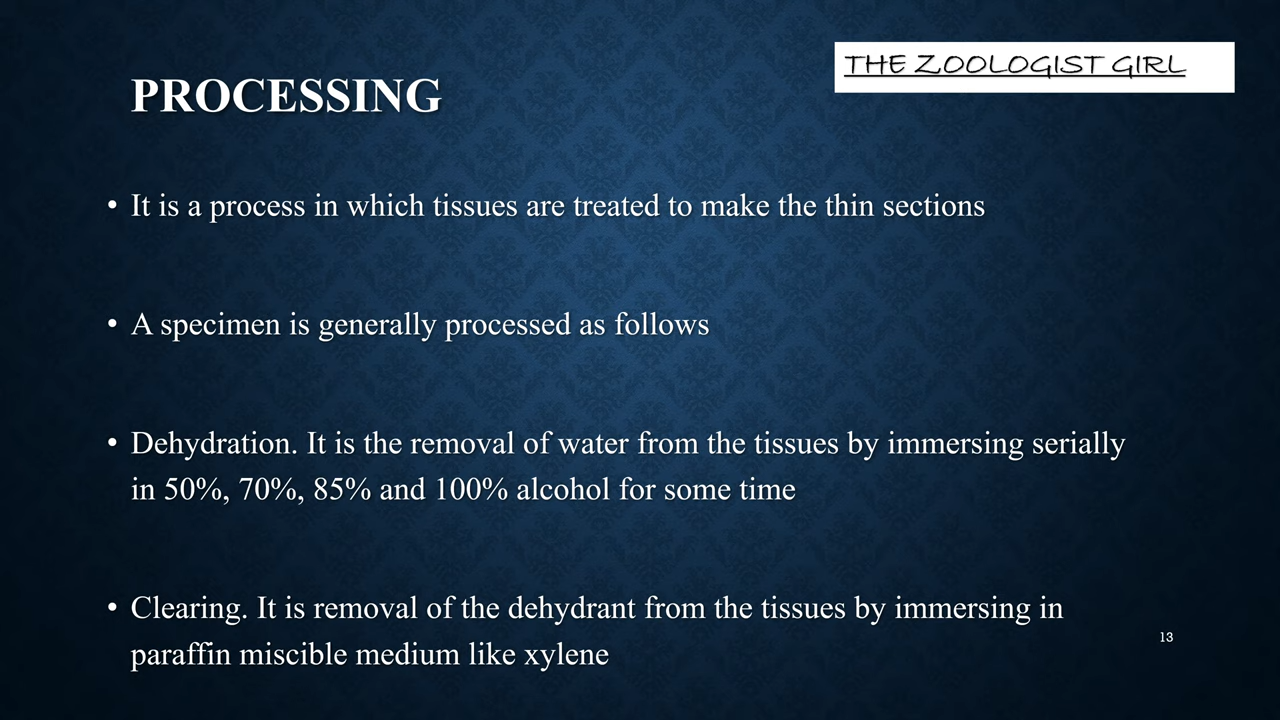 THE ZOOLOGIST GIRL
PROCESSING
• It is a process in which tissues are treated to make the thin sections
• A specimen is generally processed as follows
• Dehydration. It is the removal of water from the tissues by immersing serially
in 50%, 70%, 85% and 100% alcohol for some time
• Clearing. It is removal of the dehydrant from the tissues by immersing in
paraffin miscible medium like xylene
13